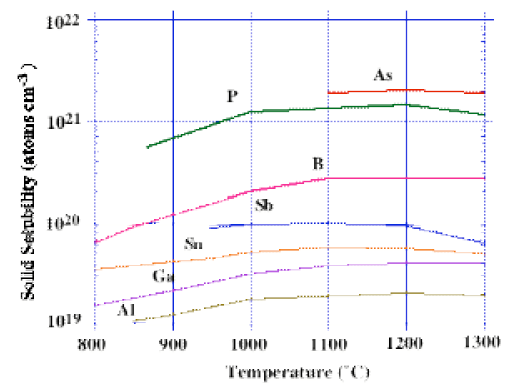 10^22
10^21
10^20
10^19
Solid Solubility (atoms cm^-3)
As
P
B
Sb
Sn
Ga
Al
800 900 1000 1100 1200 1300
Temperature (˚C)